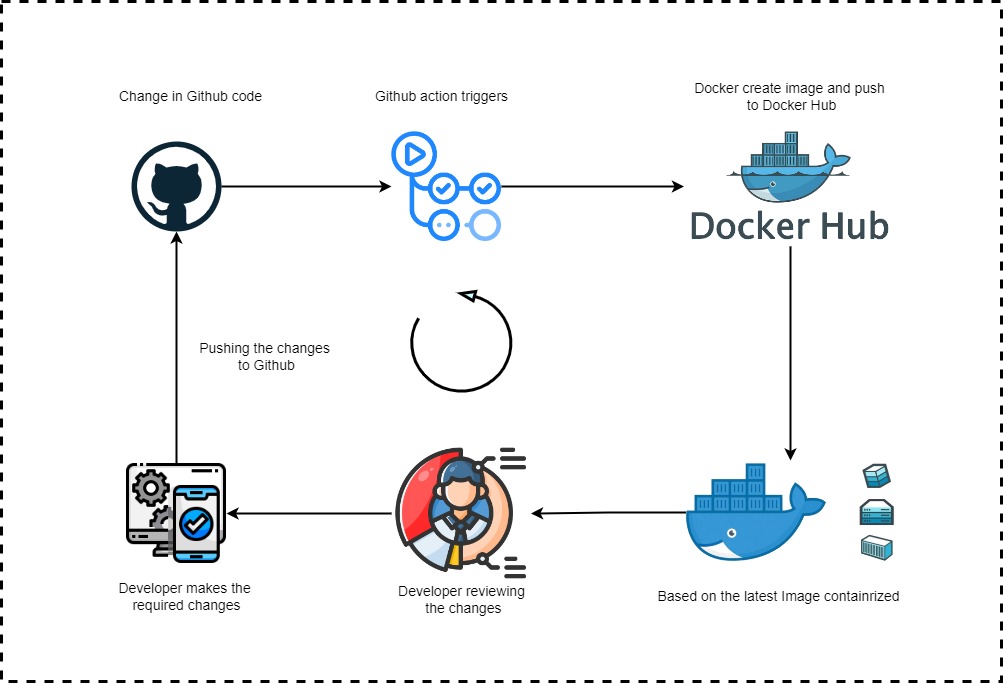 Change in Github code
Github action triggers
Docker create image and push
to Docker Hub
Docker Hub
Pushing the changes
to Github
Developer makes the
required changes
Developer reviewing
the changes
Based on the latest Image containrized